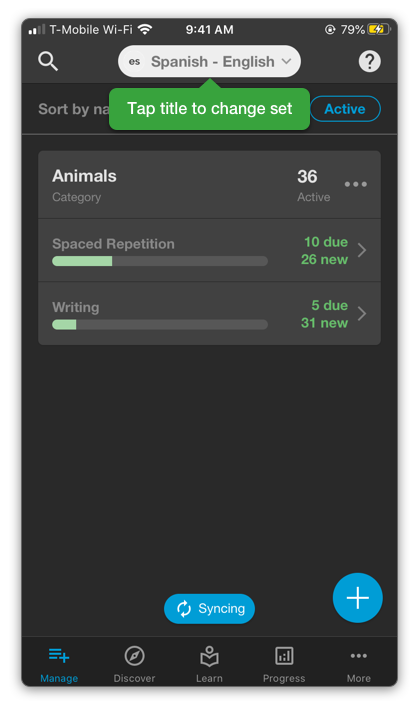 T-Mobile Wi-Fi 9:41 AM 79%
es Spanish - English
Tap title to change set
Sort by na Active
Animals 36
Category Active
Spaced Repetition 10 due
26 new
Writing 5 due
31 new
Syncing
Manage Discover Learn Progress More